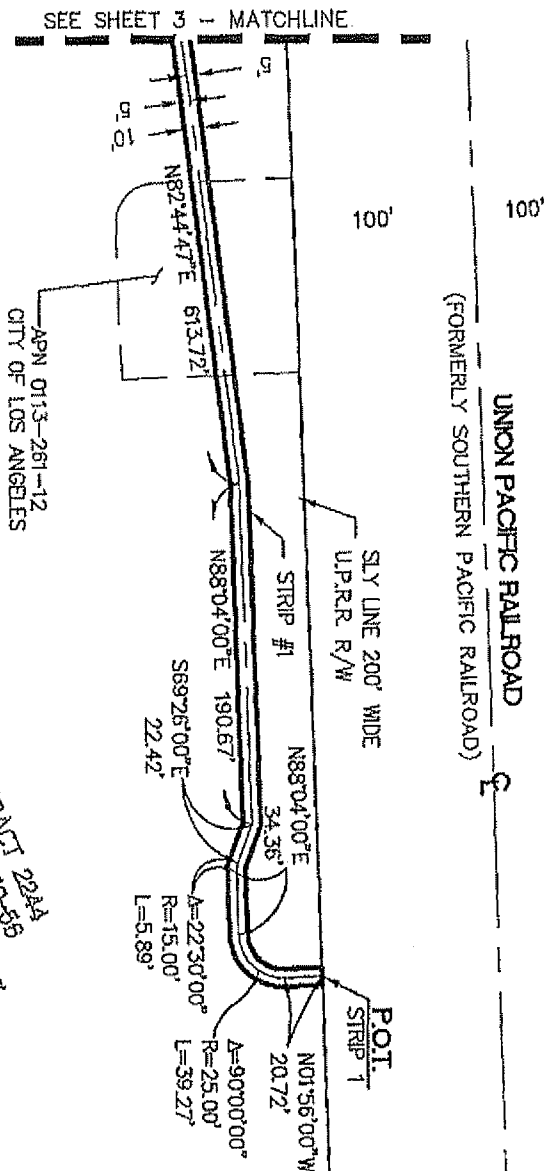 SEE SHEET 3 - MATCHLINE
5'
5'
10'
100'
100'
UNION PACIFIC RAILROAD
(FORMERLY SOUTHERN PACIFIC RAILROAD)
N82°44'47"E 613.72'
APN 0113-261-12
CITY OF LOS ANGELES
SLY LINE 200' WIDE
U.P.R.R. R/W
STRIP #1
N88°04'00"E 190.67'
S69°26'00"E
22.42'
N88°04'00"E
34.36'
Δ=22°30'00"
R=15.00'
L=5.89'
Δ=90°00'00"
R=25.00'
L=39.27'
N01°56'00"W
20.72'
P.O.T.
STRIP 1
2244